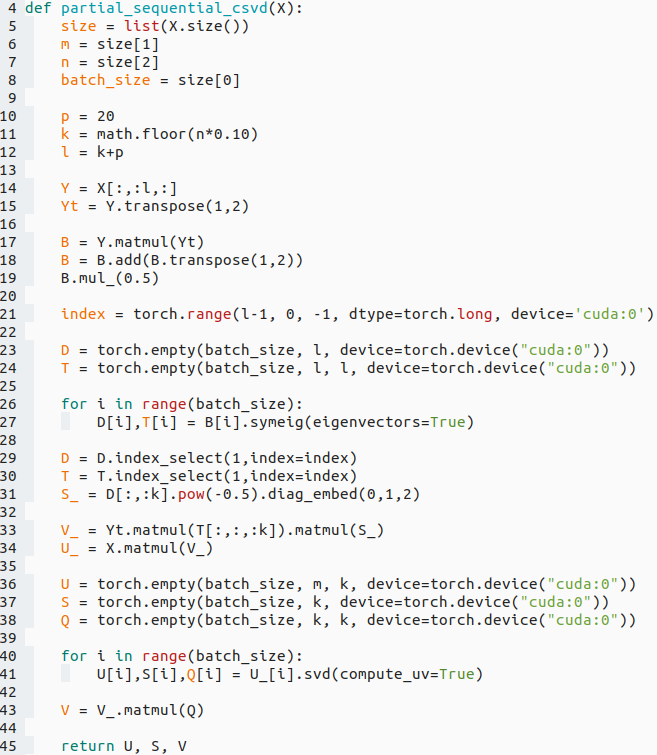 4 def partial_sequential_csvd(X):
5     size = list(X.size())
6     m = size[1]
7     n = size[2]
8     batch_size = size[0]
9
10     p = 20
11     k = math.floor(n*0.10)
12     l = k+p
13
14     Y = X[:,:l,:]
15     Yt = Y.transpose(1,2)
16
17     B = Y.matmul(Yt)
18     B = B.add(B.transpose(1,2))
19     B.mul_(0.5)
20
21     index = torch.range(l-1, 0, -1, dtype=torch.long, device='cuda:0')
22
23     D = torch.empty(batch_size, l, device=torch.device("cuda:0"))
24     T = torch.empty(batch_size, l, l, device=torch.device("cuda:0"))
25
26     for i in range(batch_size):
27         D[i],T[i] = B[i].symeig(eigenvectors=True)
28
29     D = D.index_select(1,index=index)
30     T = T.index_select(1,index=index)
31     S_ = D[:,:k].pow(-0.5).diag_embed(0,1,2)
32
33     V_ = Yt.matmul(T[:,:,:k]).matmul(S_)
34     U_ = X.matmul(V_)
35
36     U = torch.empty(batch_size, m, k, device=torch.device("cuda:0"))
37     S = torch.empty(batch_size, k, device=torch.device("cuda:0"))
38     Q = torch.empty(batch_size, k, k, device=torch.device("cuda:0"))
39
40     for i in range(batch_size):
41         U[i],S[i],Q[i] = U_[i].svd(compute_uv=True)
42
43     V = V_.matmul(Q)
44
45     return U, S, V